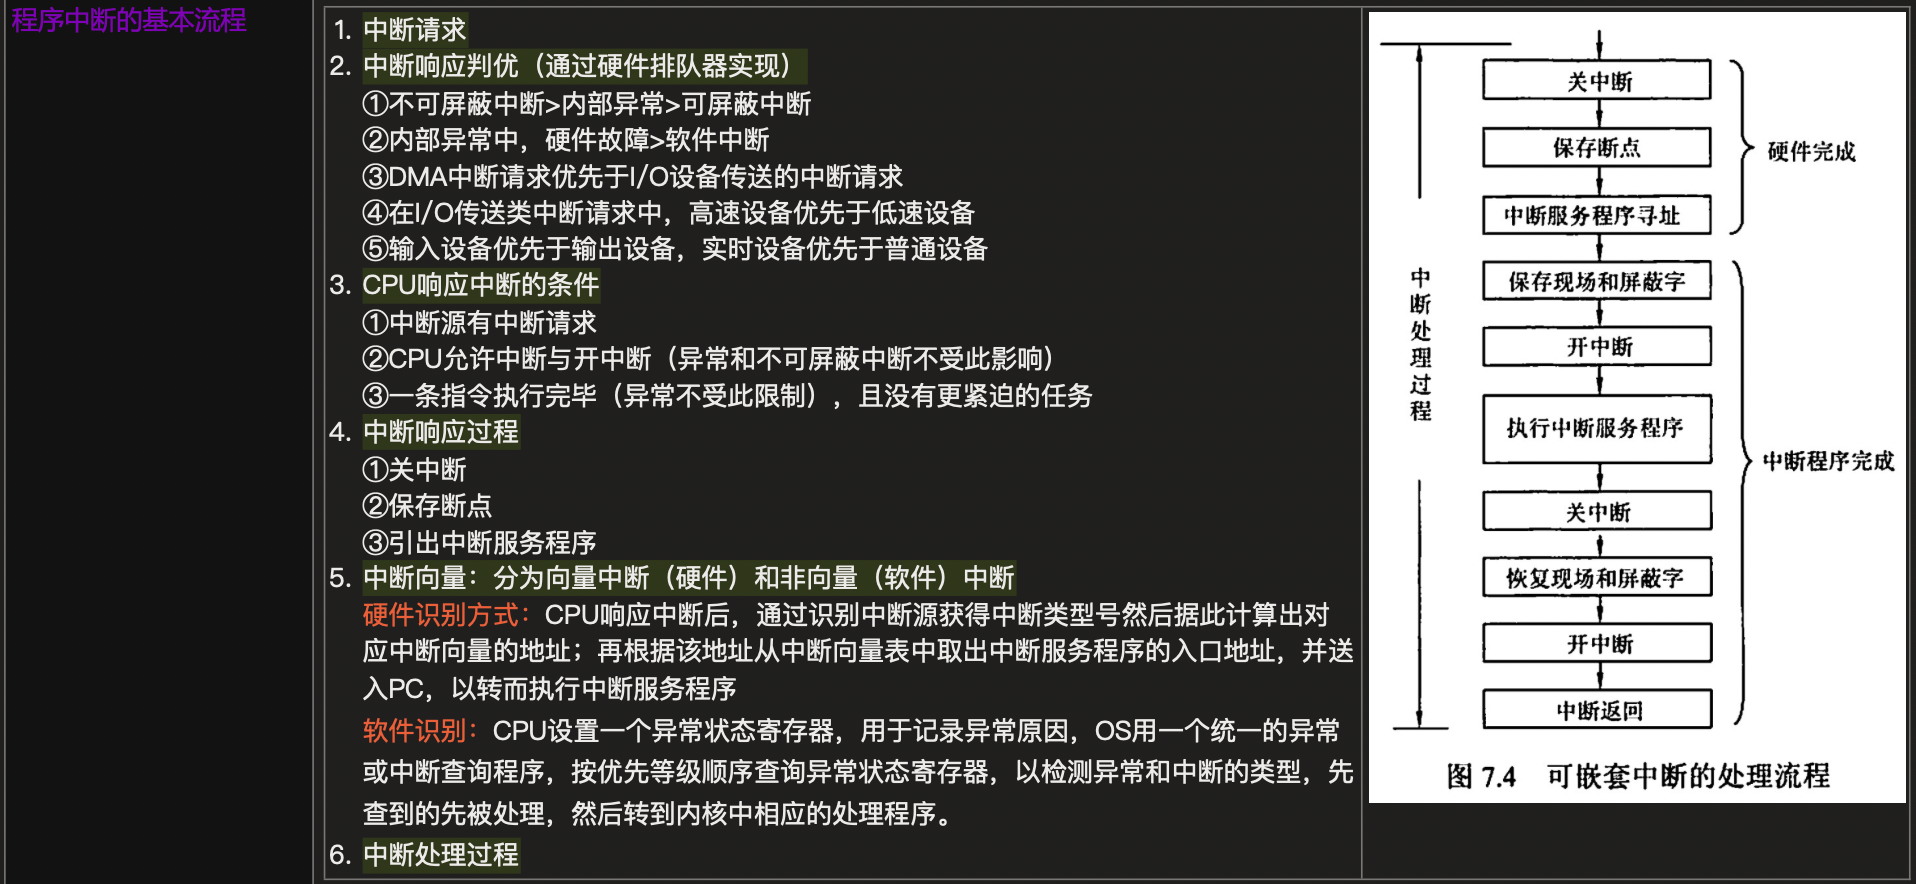 程序中断的基本流程
1. 中断请求
2. 中断响应判优（通过硬件排队器实现）
①不可屏蔽中断>内部异常>可屏蔽中断
②内部异常中，硬件故障>软件中断
③DMA中断请求优先于I/O设备传送的中断请求
④在I/O传送类中断请求中，高速设备优先于低速设备
⑤输入设备优先于输出设备，实时设备优先于普通设备
3. CPU响应中断的条件
①中断源有中断请求
②CPU允许中断与开中断（异常和不可屏蔽中断不受此影响）
③一条指令执行完毕（异常不受此限制），且没有更紧迫的任务
4. 中断响应过程
①关中断
②保存断点
③引出中断服务程序
5. 中断向量：分为向量中断（硬件）和非向量（软件）中断
硬件识别方式：CPU响应中断后，通过识别中断源获得中断类型号然后据此计算出对
应中断向量的地址；再根据该地址从中断向量表中取出中断服务程序的入口地址，并送
入PC，以转而执行中断服务程序
软件识别：CPU设置一个异常状态寄存器，用于记录异常原因，OS用一个统一的异常
或中断查询程序，按优先等级顺序查询异常状态寄存器，以检测异常和中断的类型，先
查到的先被处理，然后转到内核中相应的处理程序。
6. 中断处理过程
中断处理过程
关中断
保存断点
中断服务程序寻址
硬件完成
保存现场和屏蔽字
开中断
执行中断服务程序
关中断
恢复现场和屏蔽字
开中断
中断返回
中断程序完成
图 7.4 可嵌套中断的处理流程